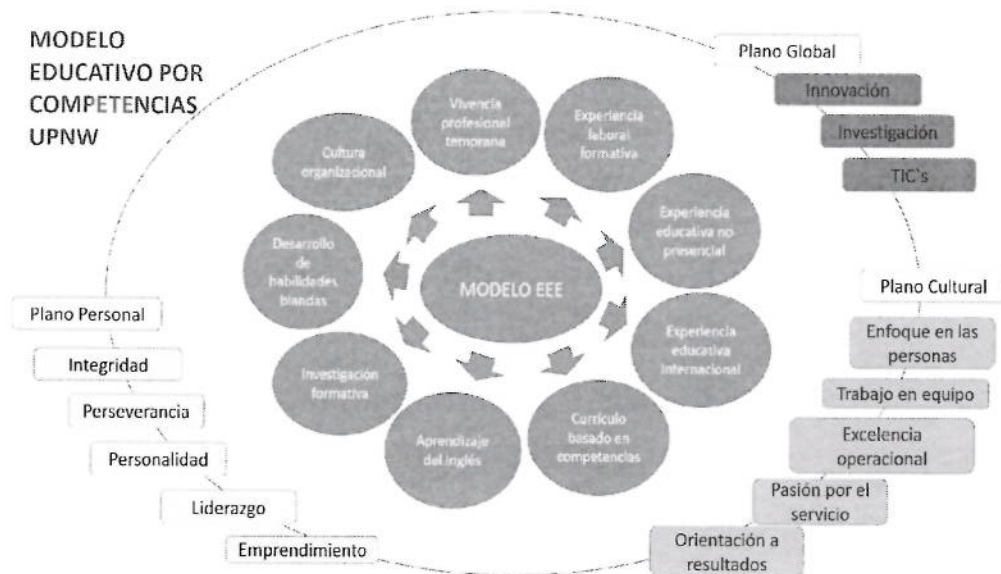 MODELO
EDUCATIVO POR
COMPETENCIAS
UPNW
Plano Global
Innovación
Investigación
TIC`s
Vivencia
profesional
temprana
Experiencia
laboral
formativa
Cultura
organizacional
Experiencia
educativa no
presencial
Desarrollo
de
habilidades
blandas
MODELO EEE
Experiencia
educativa
internacional
Investigación
formativa
Aprendizaje
del inglés
Currículo
basado en
competencias
Plano Personal
Integridad
Perseverancia
Personalidad
Liderazgo
Emprendimiento
Plano Cultural
Enfoque en las
personas
Trabajo en equipo
Excelencia
operacional
Pasión por el
servicio
Orientación a
resultados